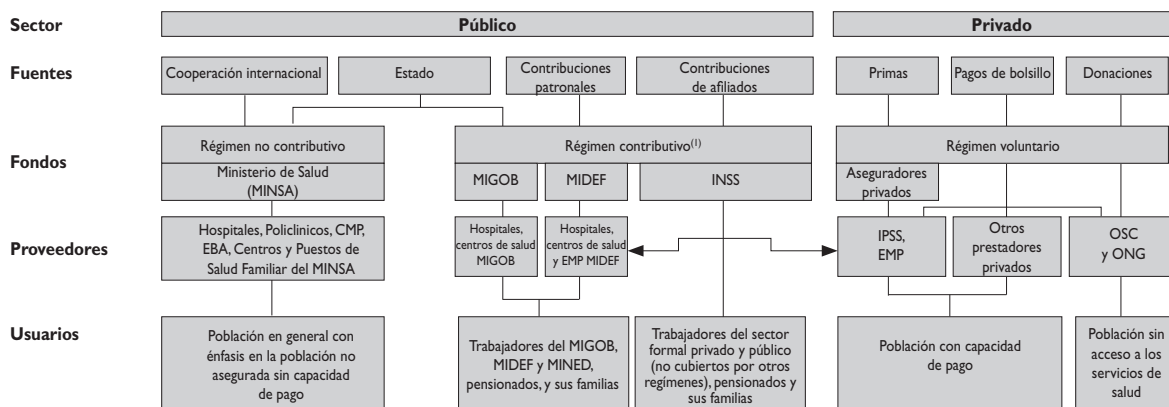 Sector
Público
Privado
Fuentes
Cooperación internacional
Estado
Contribuciones
patronales
Contribuciones
de afiliados
Primas
Pagos de bolsillo
Donaciones
Fondos
Régimen no contributivo
Ministerio de Salud
(MINSA)
Régimen contributivo(1)
MIGOB
MIDEF
INSS
Régimen voluntario
Aseguradores
privados
Proveedores
Hospitales, Policlinicos, CMP,
EBA, Centros y Puestos de
Salud Familiar del MINSA
Hospitales,
centros de salud
MIGOB
Hospitales,
centros de salud
y EMP MIDEF
IPSS,
EMP
Otros
prestadores
privados
OSC
y ONG
Usuarios
Población en general con
énfasis en la población no
asegurada sin capacidad
de pago
Trabajadores del MIGOB,
MIDEF y MINED,
pensionados, y sus familias
Trabajadores del sector
formal privado y público
(no cubiertos por otros
regímenes), pensionados y
sus familias
Población con capacidad
de pago
Población sin
acceso a los
servicios de
salud